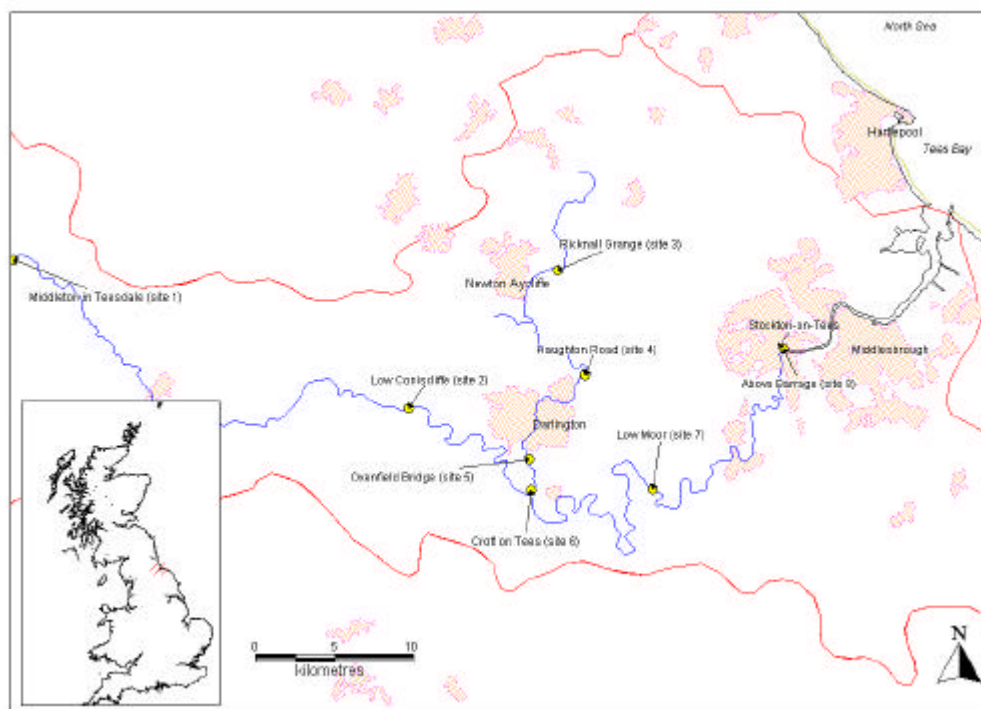 North Sea
Hartlepool
Tees Bay
Ricknall Grange (site 3)
Newton Aycliffe
Middleton in Teesdale (site 1)
Stockton-on-Tees
Haughton Road (site 4)
Middlesbrough
Low Coniscliffe (site 2)
Above Barrage (site 9)
Darlington
Low Moor (site 7)
Oxenfield Bridge (site 5)
Croft on Tees (site 6)
0 5 10
kilometres
N